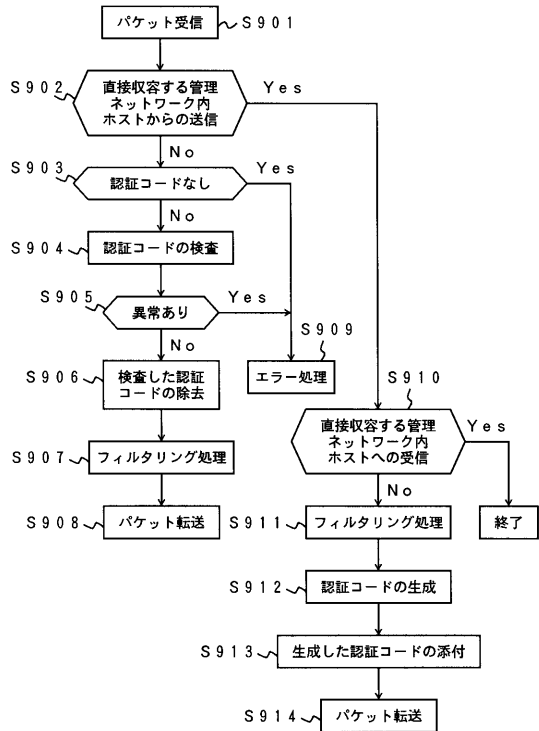 パケット受信
S901
S902
直接収容する管理
ネットワーク内
ホストからの送信
Yes
No
S903
認証コードなし
Yes
No
S904
認証コードの検査
S905
異常あり
Yes
No
S906
検査した認証
コードの除去
S909
エラー処理
S907
フィルタリング処理
S908
パケット転送
S910
直接収容する管理
ネットワーク内
ホストへの受信
Yes
No
終了
S911
フィルタリング処理
S912
認証コードの生成
S913
生成した認証コードの添付
S914
パケット転送